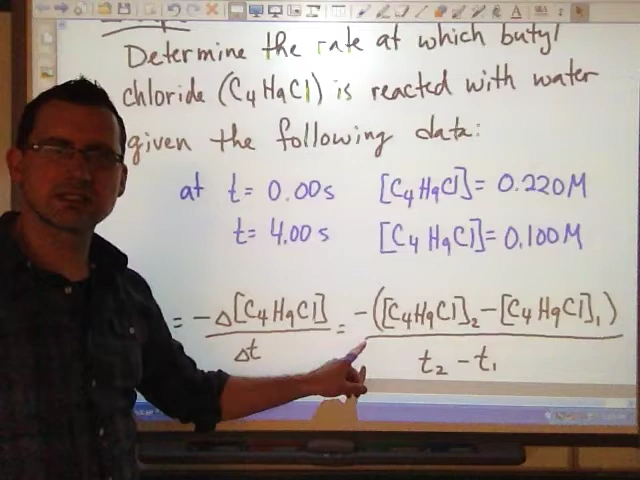 Determine the rate at which butyl
chloride (C₄H₉Cl) is reacted with water
given the following data:
at t= 0.00s [C₄H₉Cl]= 0.220M
t= 4.00s [C₄H₉Cl]= 0.100M
= -Δ[C₄H₉Cl] / Δt = -([C₄H₉Cl]₂-[C₄H₉Cl]₁) / t₂-t₁